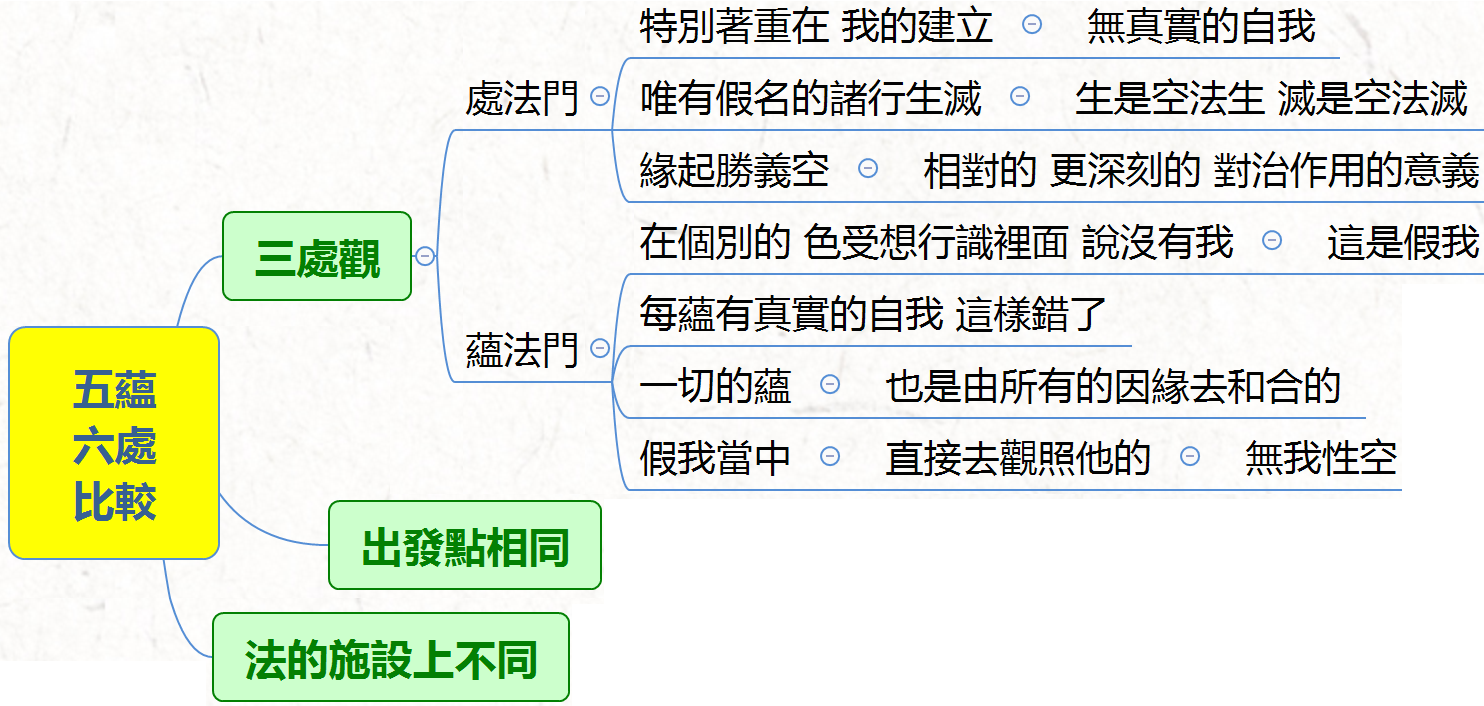 五蘊
六處
比較
三處觀
處法門
特別著重在 我的建立 無真實的自我
唯有假名的諸行生滅 生是空法生 滅是空法滅
緣起勝義空 相對的 更深刻的 對治作用的意義
蘊法門
在個別的 色受想行識裡面 說沒有我 這是假我
每蘊有真實的自我 這樣錯了
一切的蘊 也是由所有的因緣去和合的
假我當中 直接去觀照他的 無我性空
出發點相同
法的施設上不同